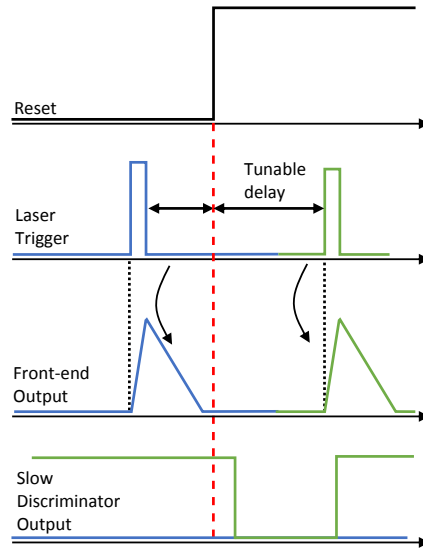 Reset
Tunable
delay
Laser
Trigger
Front-end
Output
Slow
Discriminator
Output